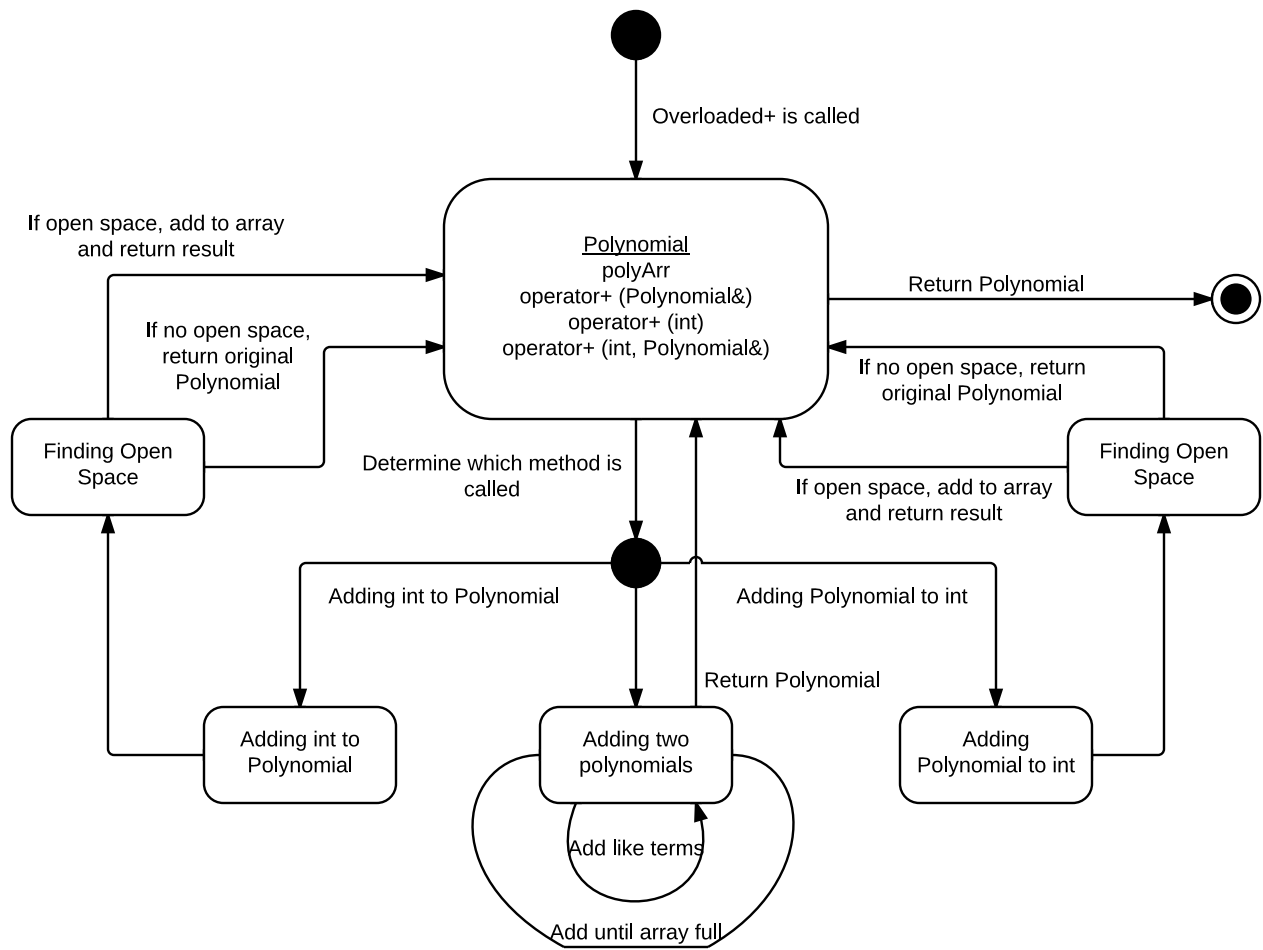 Overloaded+ is called
If open space, add to array
and return result
Polynomial
polyArr
operator+ (Polynomial&)
operator+ (int)
operator+ (int, Polynomial&)
Return Polynomial
If no open space,
return original
Polynomial
If no open space, return
original Polynomial
Finding Open
Space
Determine which method is
called
Finding Open
Space
If open space, add to array
and return result
Adding int to Polynomial
Adding Polynomial to int
Return Polynomial
Adding int to
Polynomial
Adding two
polynomials
Adding
Polynomial to int
Add like terms
Add until array full